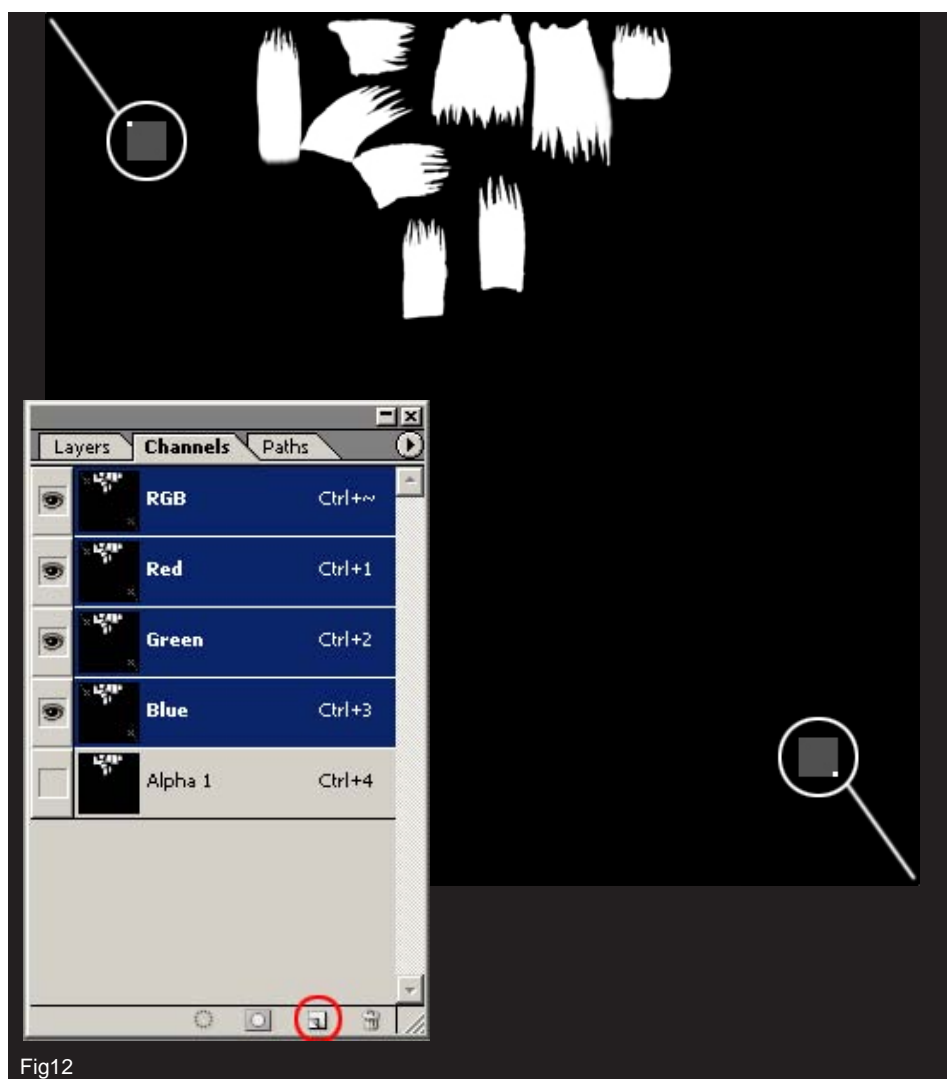 Layers Channels Paths
RGB Ctrl+~
Red Ctrl+1
Green Ctrl+2
Blue Ctrl+3
Alpha 1 Ctrl+4
Fig12